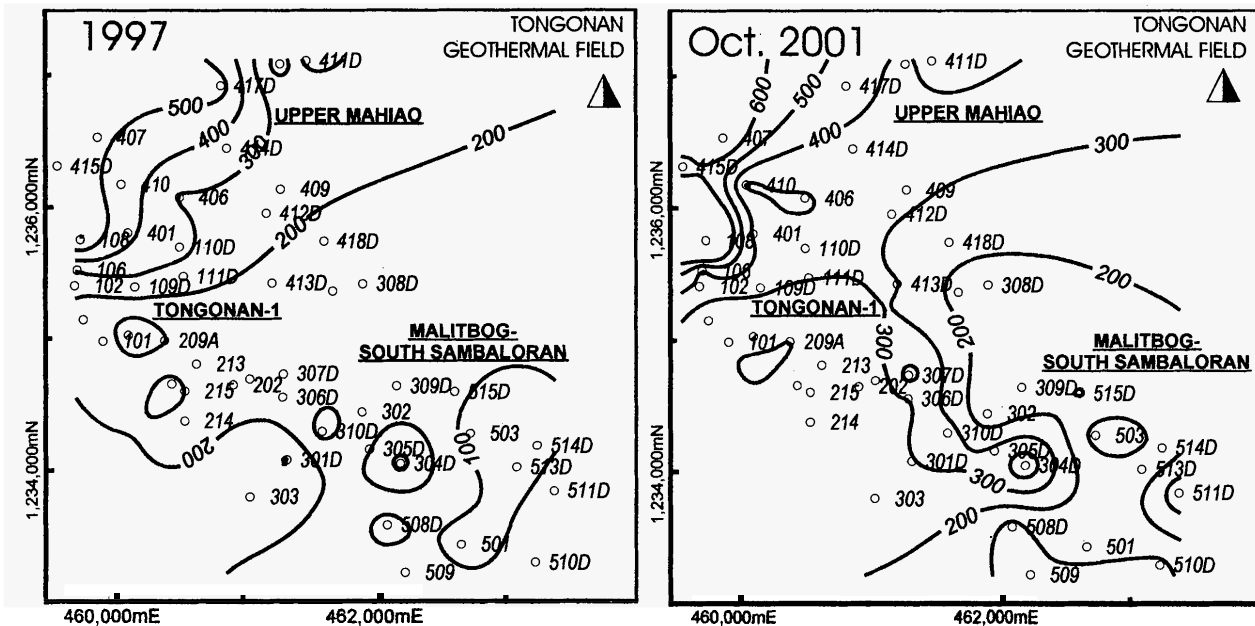 1997
TONGONAN
GEOTHERMAL FIELD
411D
417D
500
UPPER MAHIAO
400
407
300
414D
200
415D
410
406
409
1,236,000mN
412D
108
401
200
418D
110D
106
111D
102
109D
413D
308D
TONGONAN-1
MALITBOG-
SOUTH SAMBALORAN
101
209A
213
307D
215
202
309D
515D
306D
214
302
310D
503
200
305D
100
514D
301D
304D
513D
1,234,000mN
303
511D
508D
501
510D
509
460,000mE
462,000mE
Oct. 2001
TONGONAN
GEOTHERMAL FIELD
411D
600
500
417D
UPPER MAHIAO
400
407
300
414D
415D
410
406
409
1,236,000mN
412D
108
401
418D
110D
106
111D
200
102
109D
413D
308D
TONGONAN-1
MALITBOG-
SOUTH SAMBALORAN
101
209A
300
200
213
307D
215
202
309D
515D
306D
214
302
310D
503
305D
514D
301D
304D
513D
300
1,234,000mN
303
511D
200
508D
501
510D
509
460,000mE
462,000mE